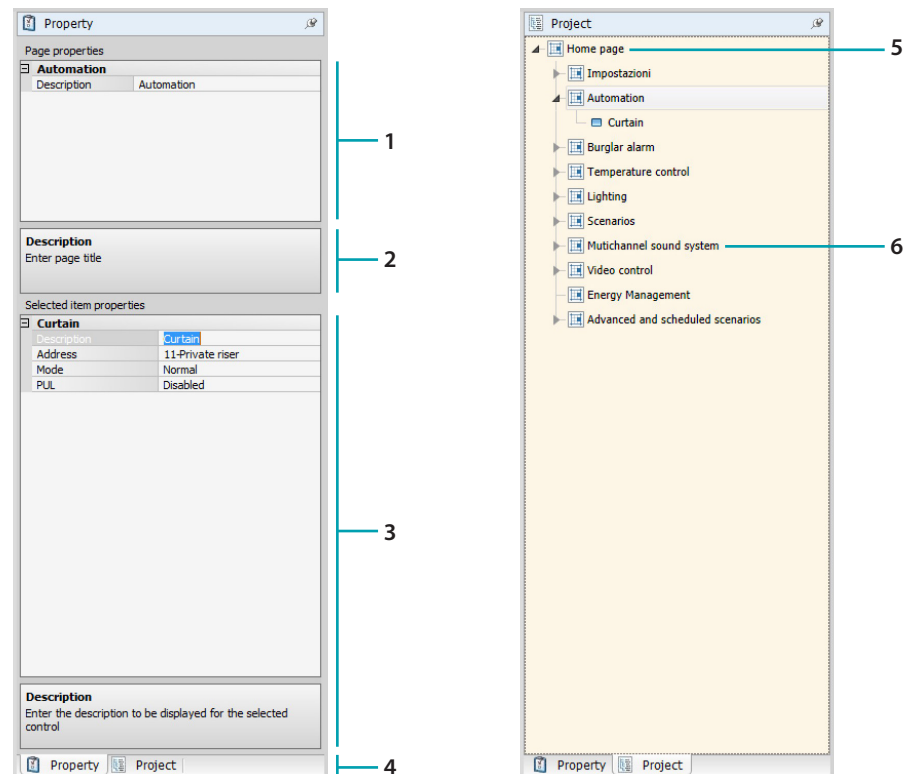 Property
Page properties
Automation
Description Automation
1
Description
Enter page title
2
Selected item properties
Curtain
Description Curtain
Address 11-Private riser
Mode Normal
PUL Disabled
3
Description
Enter the description to be displayed for the selected
control
Property Project
4
Project
Home page
5
Impostazioni
Automation
Curtain
Burglar alarm
Temperature control
Lighting
Scenarios
Mutichannel sound system
6
Video control
Energy Management
Advanced and scheduled scenarios
Property Project